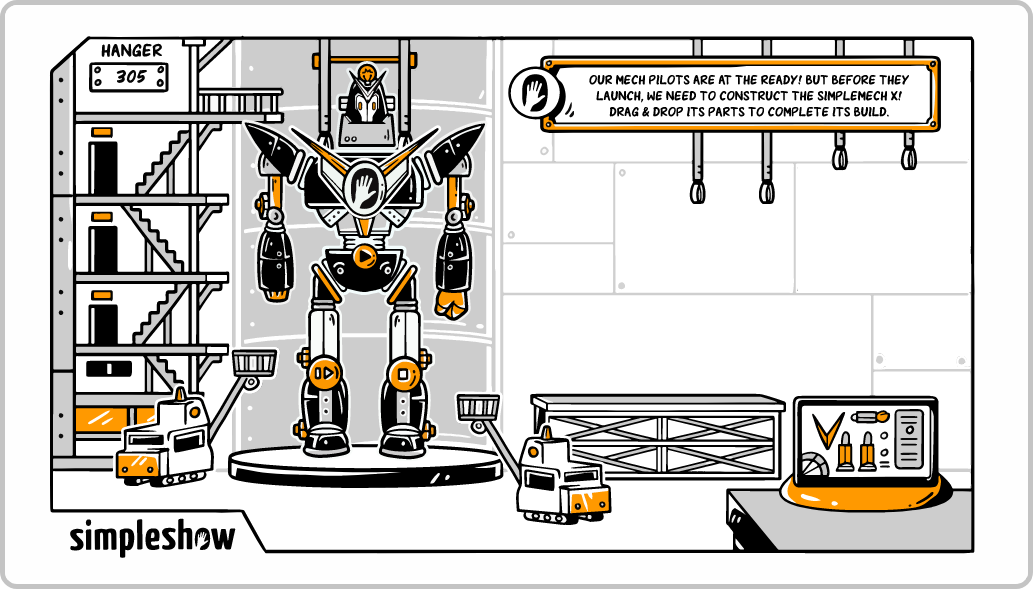 HANGER
305
OUR MECH PILOTS ARE AT THE READY! BUT BEFORE THEY
LAUNCH, WE NEED TO CONSTRUCT THE SIMPLEMECH X!
DRAG & DROP ITS PARTS TO COMPLETE ITS BUILD.
simpleshow